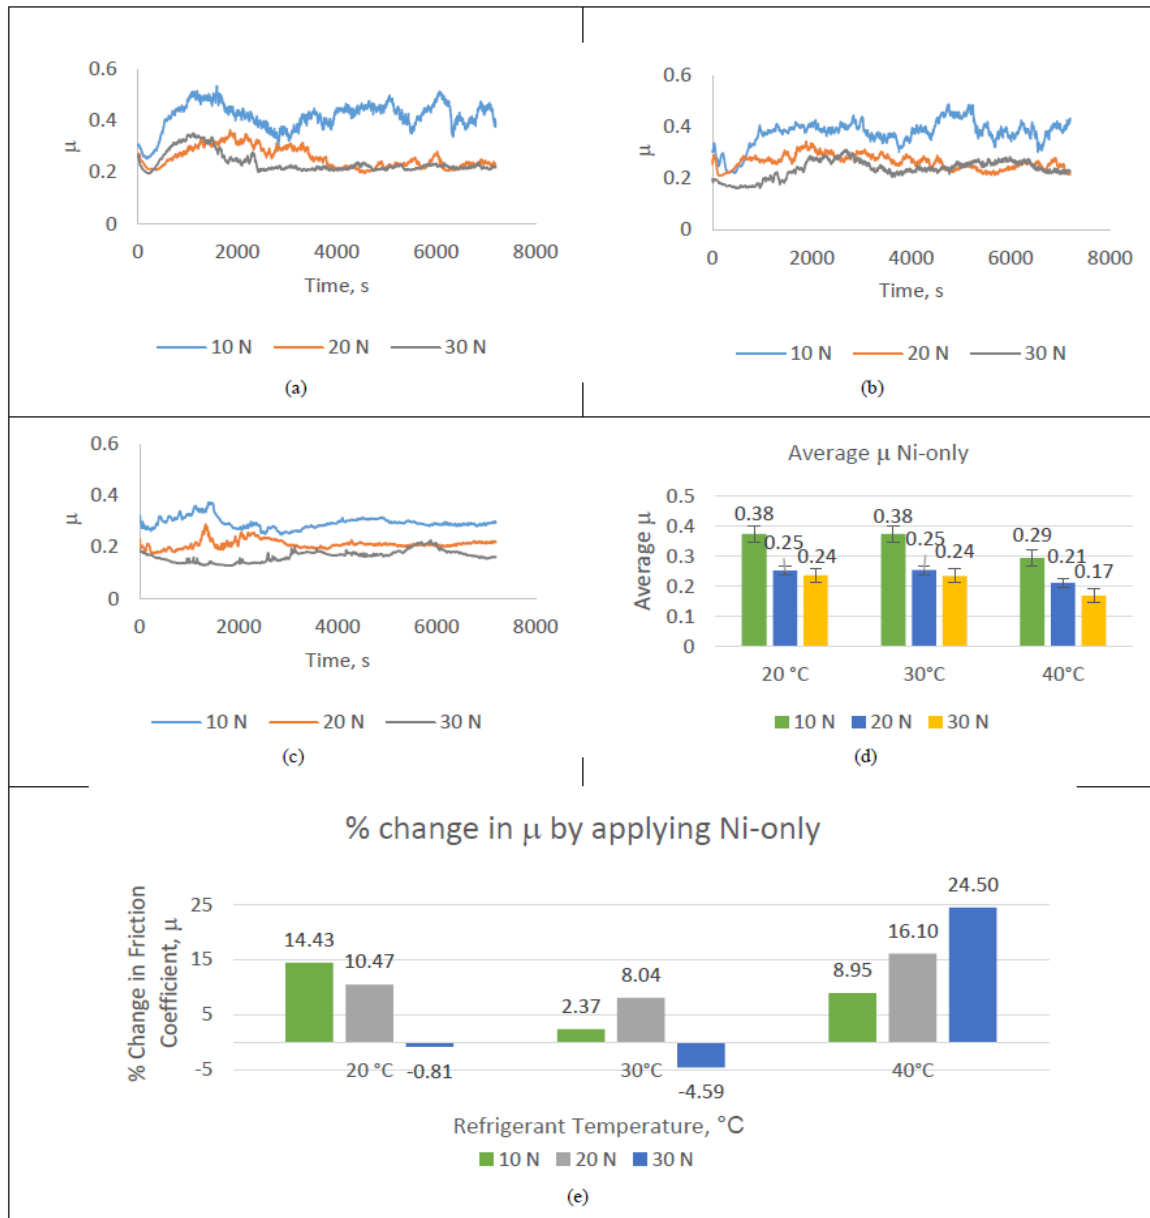 0.6
0.4
μ
0.2
0
0 2000 4000 6000 8000
Time, s
10 N 20 N 30 N
(a)
0.6
0.4
μ
0.2
0
0 2000 4000 6000 8000
Time, s
10 N 20 N 30 N
(b)
0.6
0.4
μ
0.2
0
0 2000 4000 6000 8000
Time, s
10 N 20 N 30 N
(c)
Average μ Ni-only
Average μ
0.5
0.4
0.3
0.2
0.1
0
0.38 0.25 0.24
0.38 0.25 0.24
0.29 0.21 0.17
20 °C 30°C 40°C
10 N 20 N 30 N
(d)
% change in μ by applying Ni-only
% Change in Friction
Coefficient, μ
25
15
5
-5
14.43 10.47 -0.81
2.37 8.04 -4.59
8.95 16.10 24.50
20 °C 30°C 40°C
Refrigerant Temperature, °C
10 N 20 N 30 N
(e)